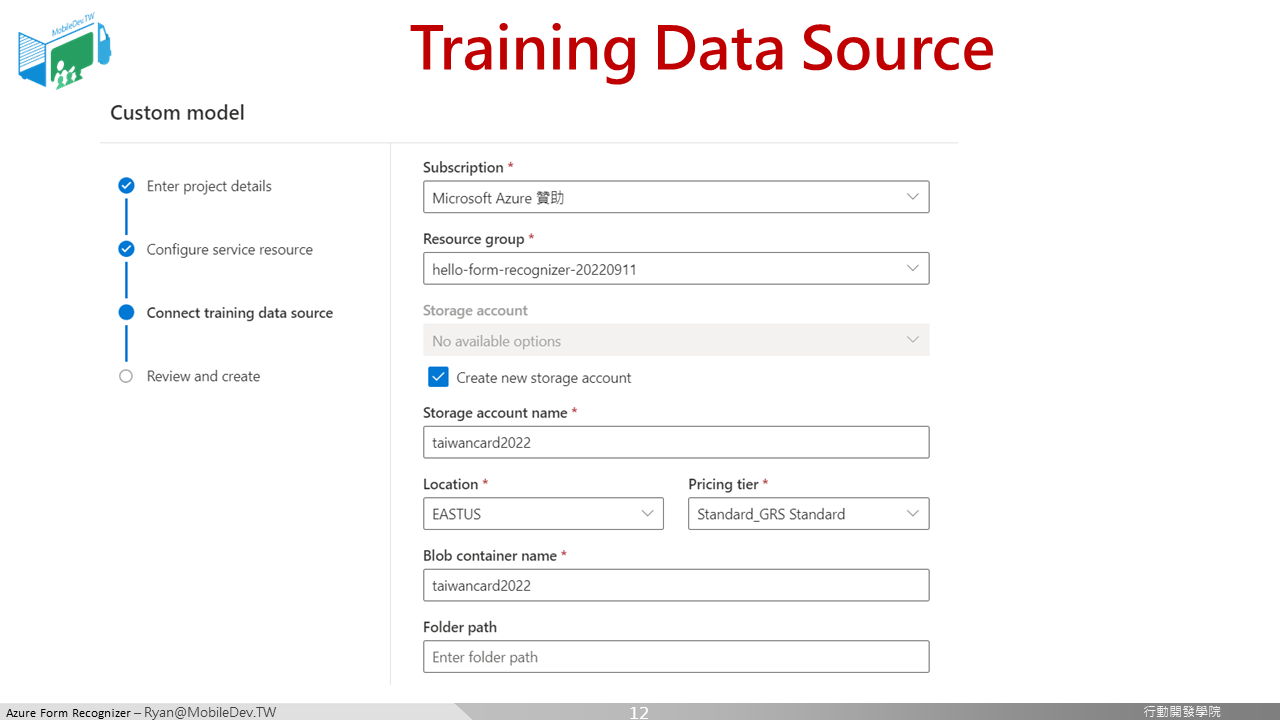 MobileDev.TW
Training Data Source
Custom model
Enter project details
Configure service resource
Connect training data source
Review and create
Subscription *
Microsoft Azure 贊助
Resource group *
hello-form-recognizer-20220911
Storage account
No available options
Create new storage account
Storage account name *
taiwancard2022
Location *
Pricing tier *
EASTUS
Standard_GRS Standard
Blob container name *
taiwancard2022
Folder path
Enter folder path
Azure Form Recognizer – Ryan@MobileDev.TW
12
行動開發學院